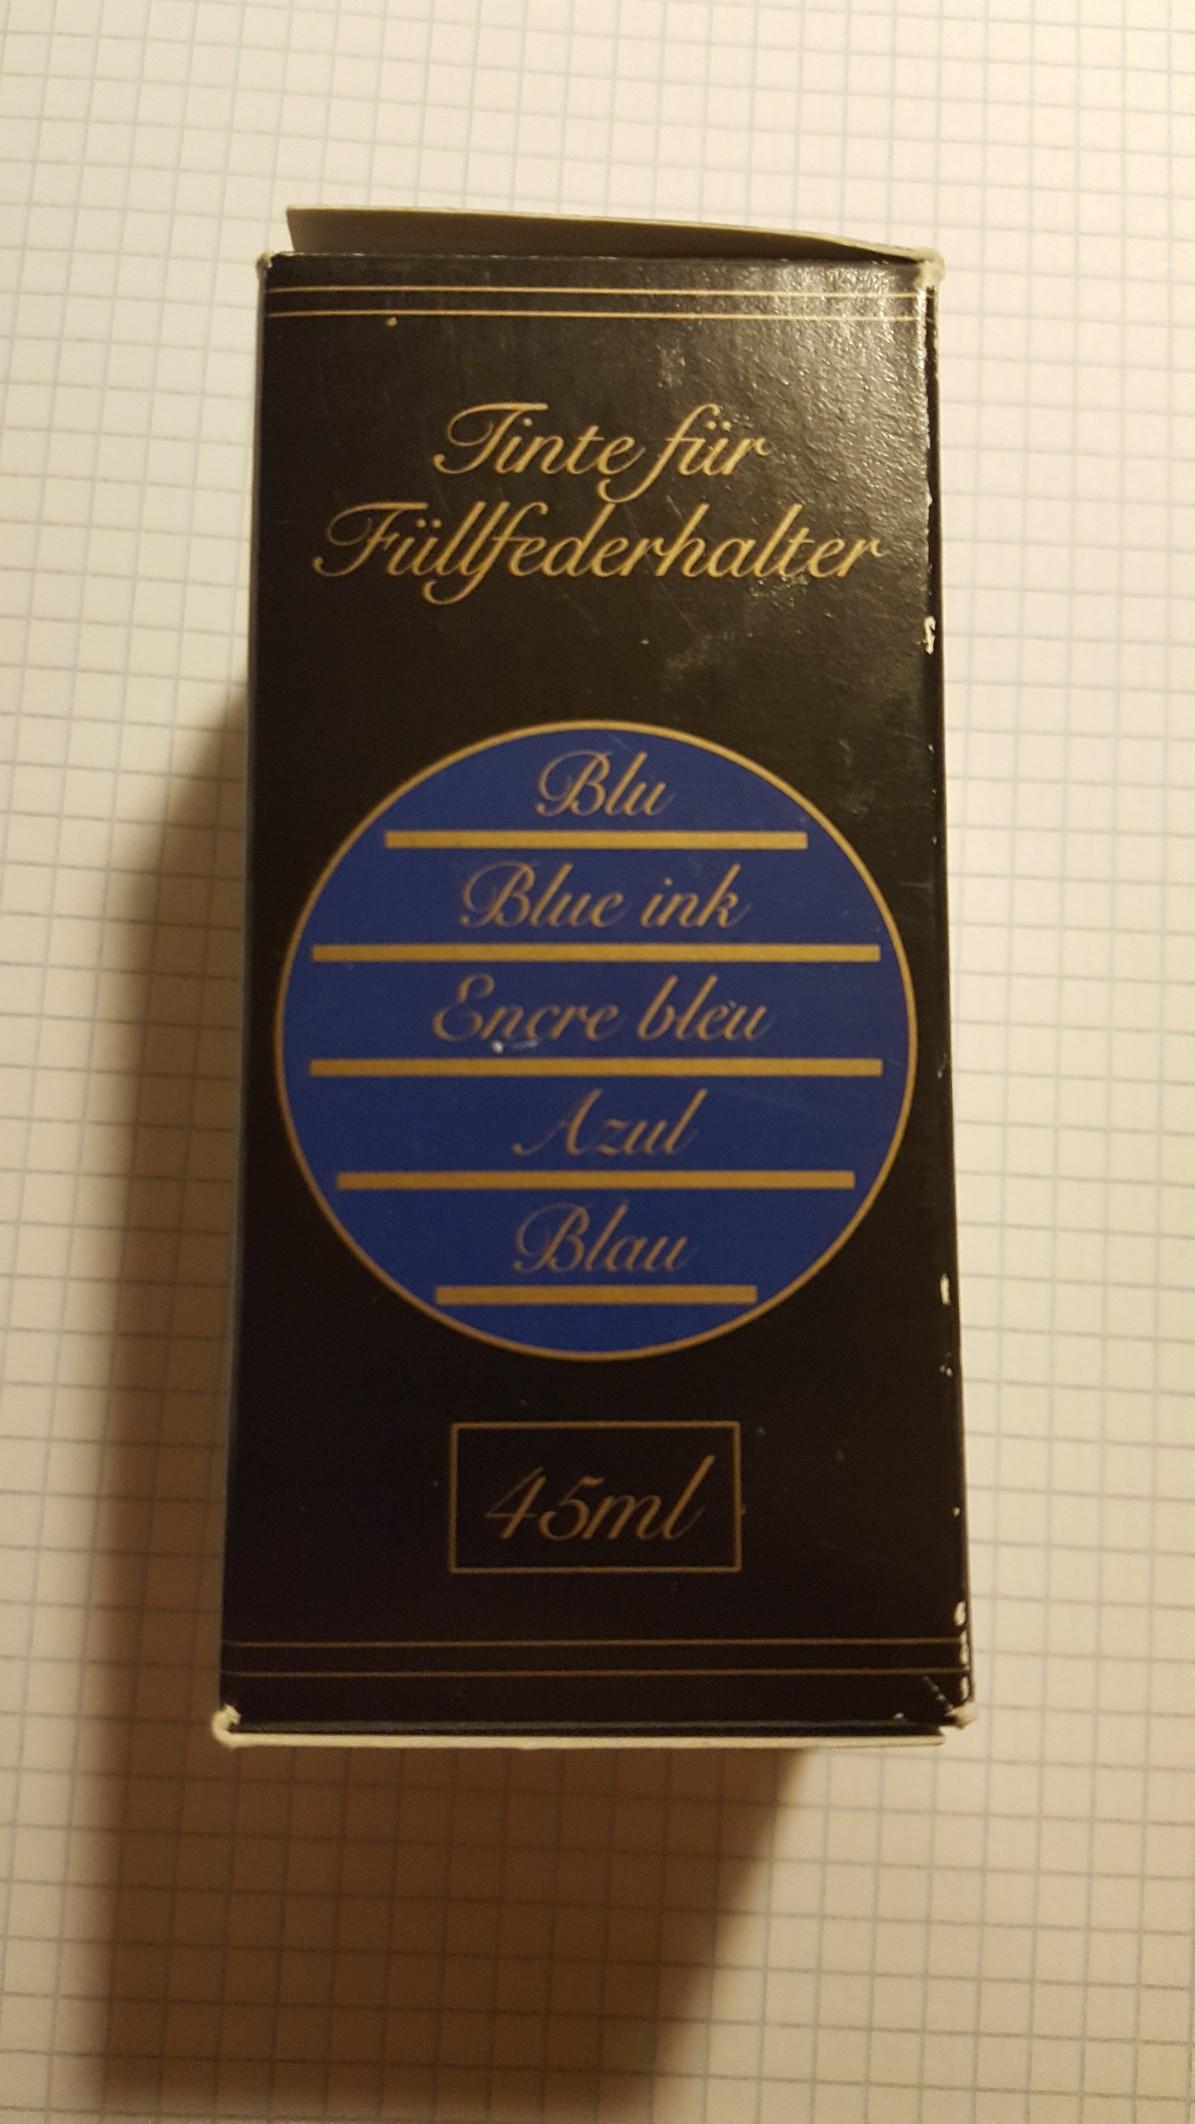 Tinte für
Füllfederhalter
Blu
Blue ink
Encre bleu
Azul
Blau
45ml